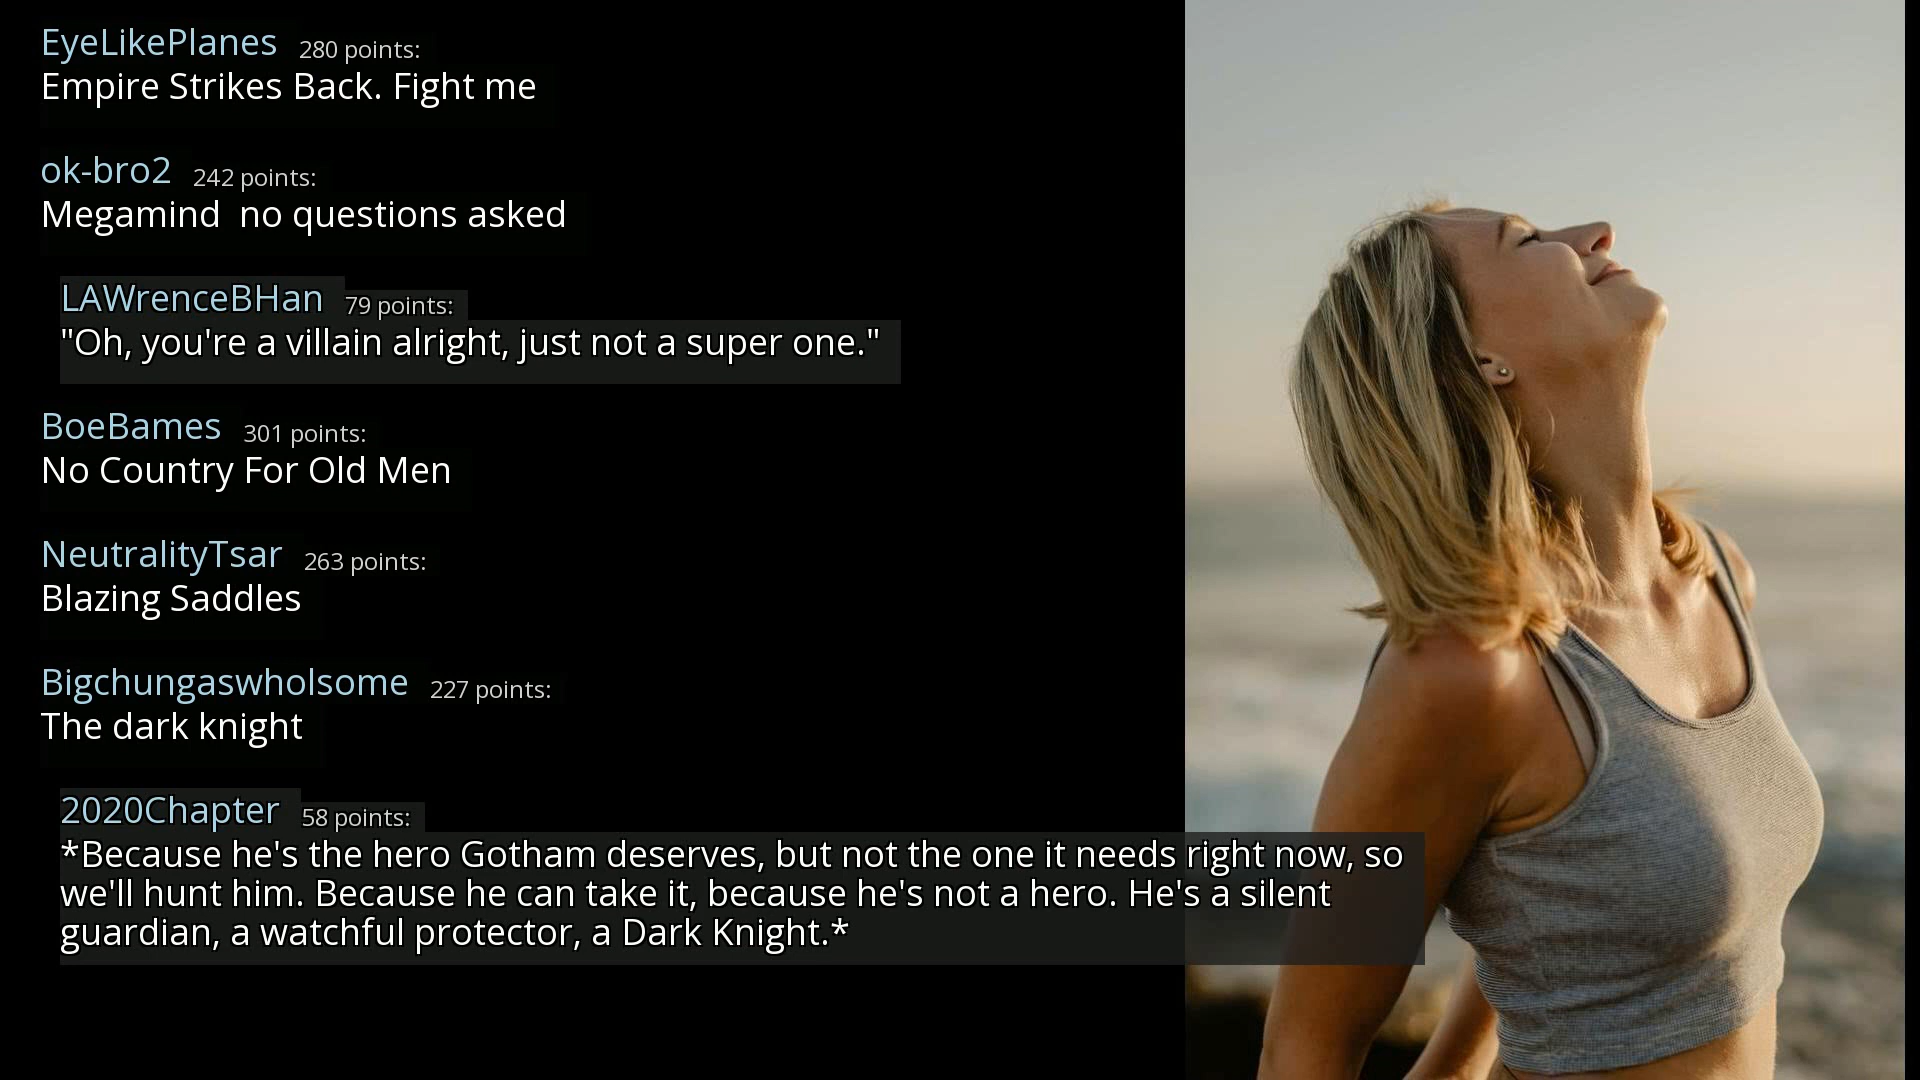 EyeLikePlanes 280 points:
Empire Strikes Back. Fight me
ok-bro2 242 points:
Megamind  no questions asked
LAWrenceBHan 79 points:
"Oh, you're a villain alright, just not a super one."
BoeBames 301 points:
No Country For Old Men
NeutralityTsar 263 points:
Blazing Saddles
Bigchungaswholsome 227 points:
The dark knight
2020Chapter 58 points:
*Because he's the hero Gotham deserves, but not the one it needs right now, so
we'll hunt him. Because he can take it, because he's not a hero. He's a silent
guardian, a watchful protector, a Dark Knight.*